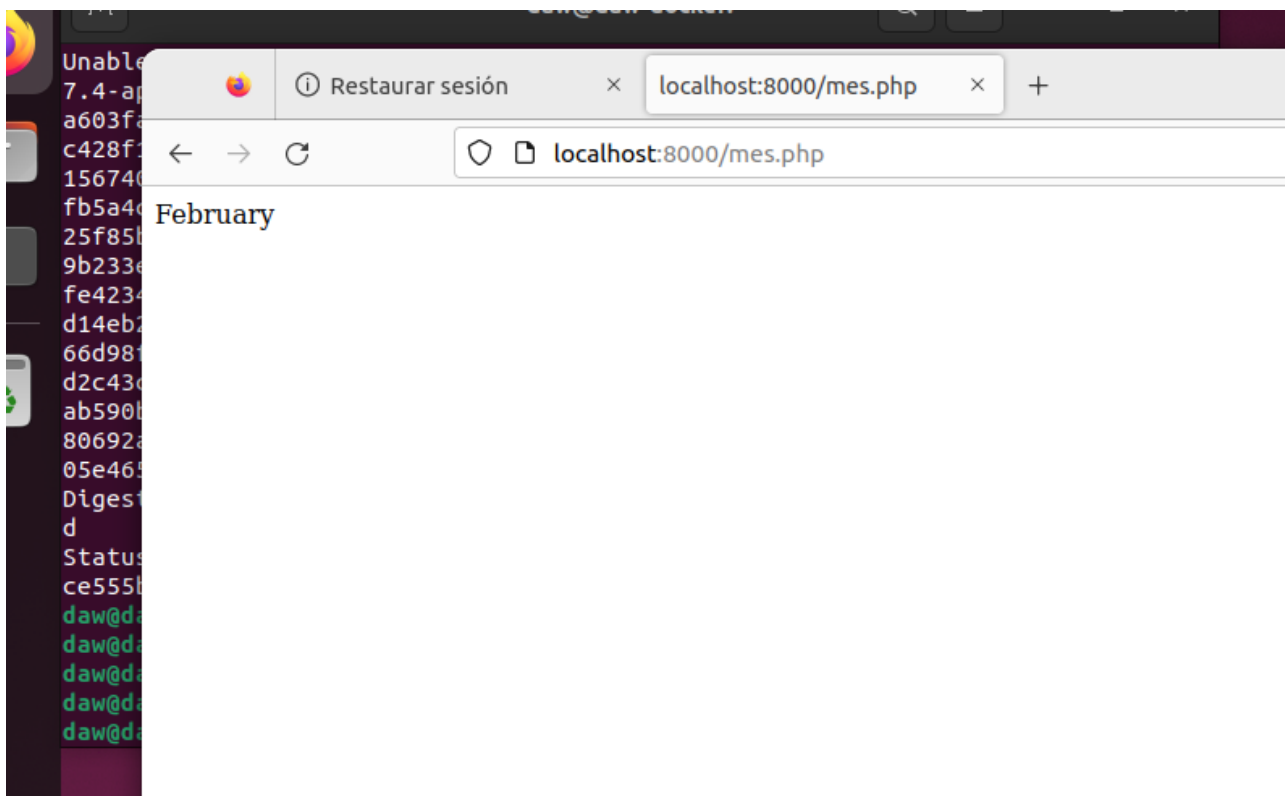 Restaurar sesión
localhost:8000/mes.php
localhost:8000/mes.php
February
Unable
7.4-ap
a603fa
c428f1
156740
fb5a4c
25f85b
9b233e
fe4234
d14eb2
66d98f
d2c43c
ab590b
80692a
05e465
Digest
d
Status
ce555b
daw@da
daw@da
daw@da
daw@da
daw@da